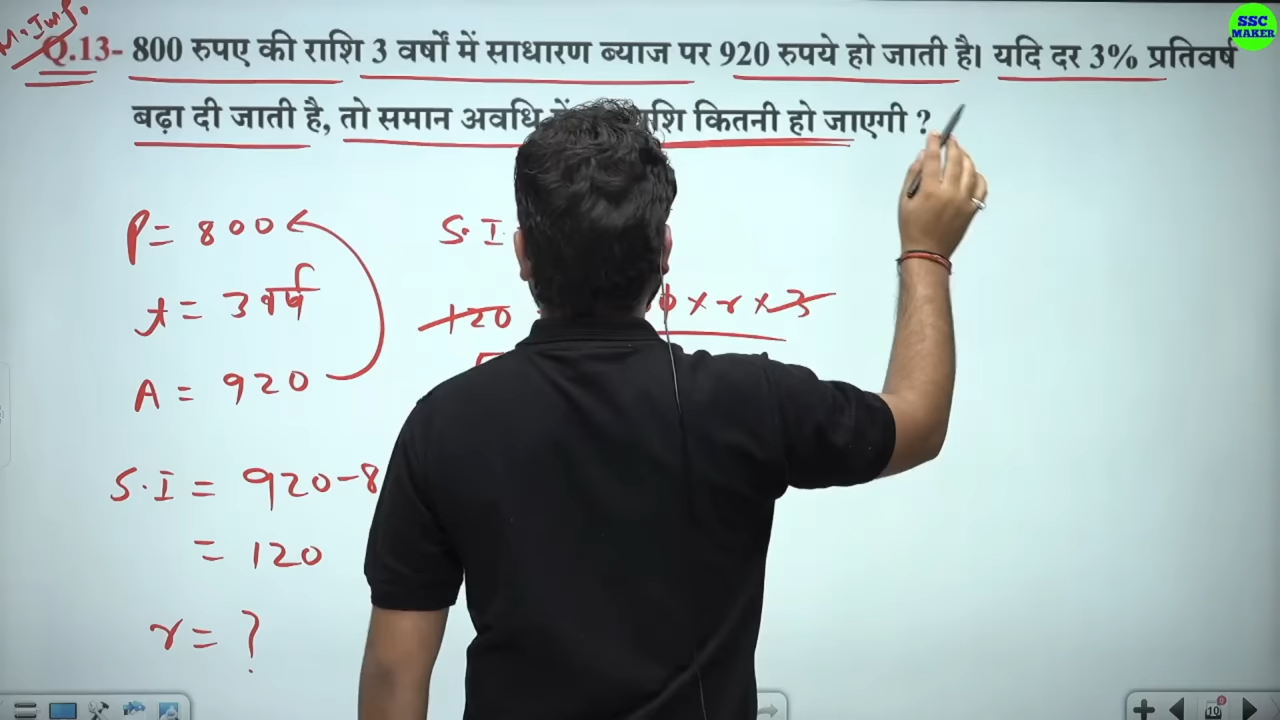 SSC
MAKER
M. Imf.
Q.13- 800 रुपए की राशि 3 वर्षों में साधारण ब्याज पर 920 रुपये हो जाती है। यदि दर 3% प्रतिवर्ष
बढ़ा दी जाती है, तो समान अवधि में राशि कितनी हो जाएगी ?
P = 800
t = 3 वर्ष
A = 920
S.I = 920-8
= 120
r = ?
S.I
120 × r × 3